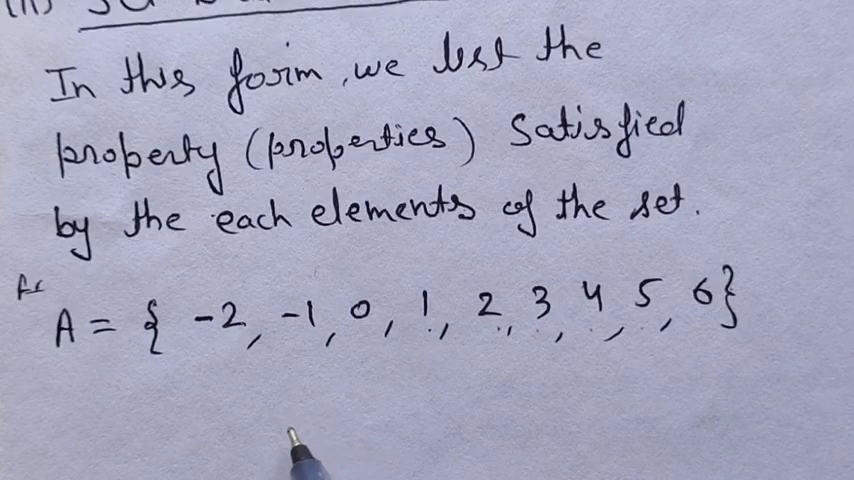 In this form, we list the
property (properties) satisfied
by the each elements of the set.
A = { -2, -1, 0, 1, 2, 3, 4, 5, 6}